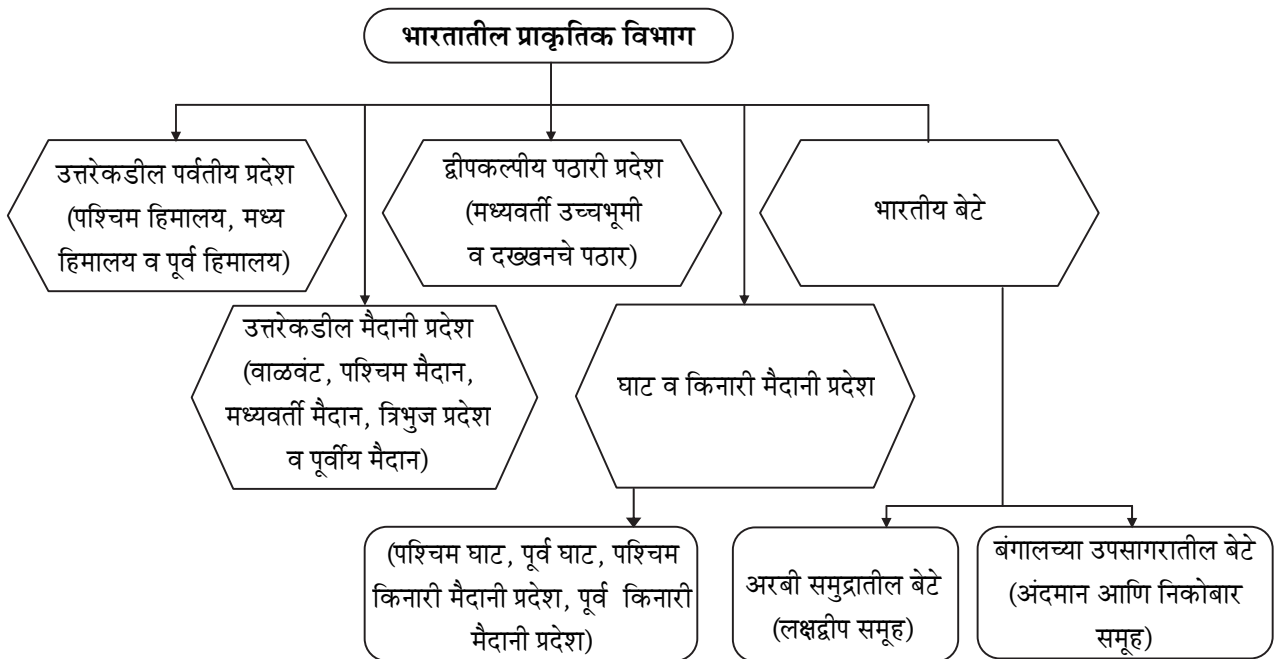 भारतातील प्राकृतिक विभाग
उत्तरेकडील पर्वतीय प्रदेश
(पश्चिम हिमालय, मध्य
हिमालय व पूर्व हिमालय)
द्वीपकल्पीय पठारी प्रदेश
(मध्यवर्ती उच्चभूमी
व दख्खनचे पठार)
भारतीय बेटे
उत्तरेकडील मैदानी प्रदेश
(वाळवंट, पश्चिम मैदान,
मध्यवर्ती मैदान, त्रिभुज प्रदेश
व पूर्वीय मैदान)
घाट व किनारी मैदानी प्रदेश
(पश्चिम घाट, पूर्व घाट, पश्चिम
किनारी मैदानी प्रदेश, पूर्व किनारी
मैदानी प्रदेश)
अरबी समुद्रातील बेटे
(लक्षद्वीप समूह)
बंगालच्या उपसागरातील बेटे
(अंदमान आणि निकोबार
समूह)